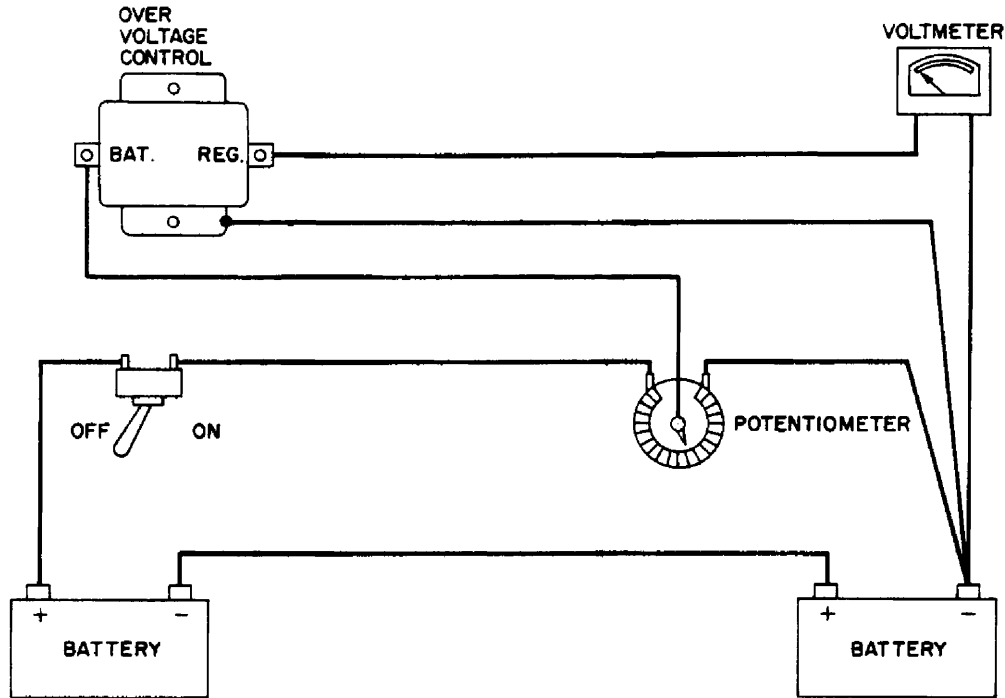 OVER
VOLTAGE
CONTROL
VOLTMETER
BAT. REG.
OFF ON
POTENTIOMETER
+ -
BATTERY
+ -
BATTERY